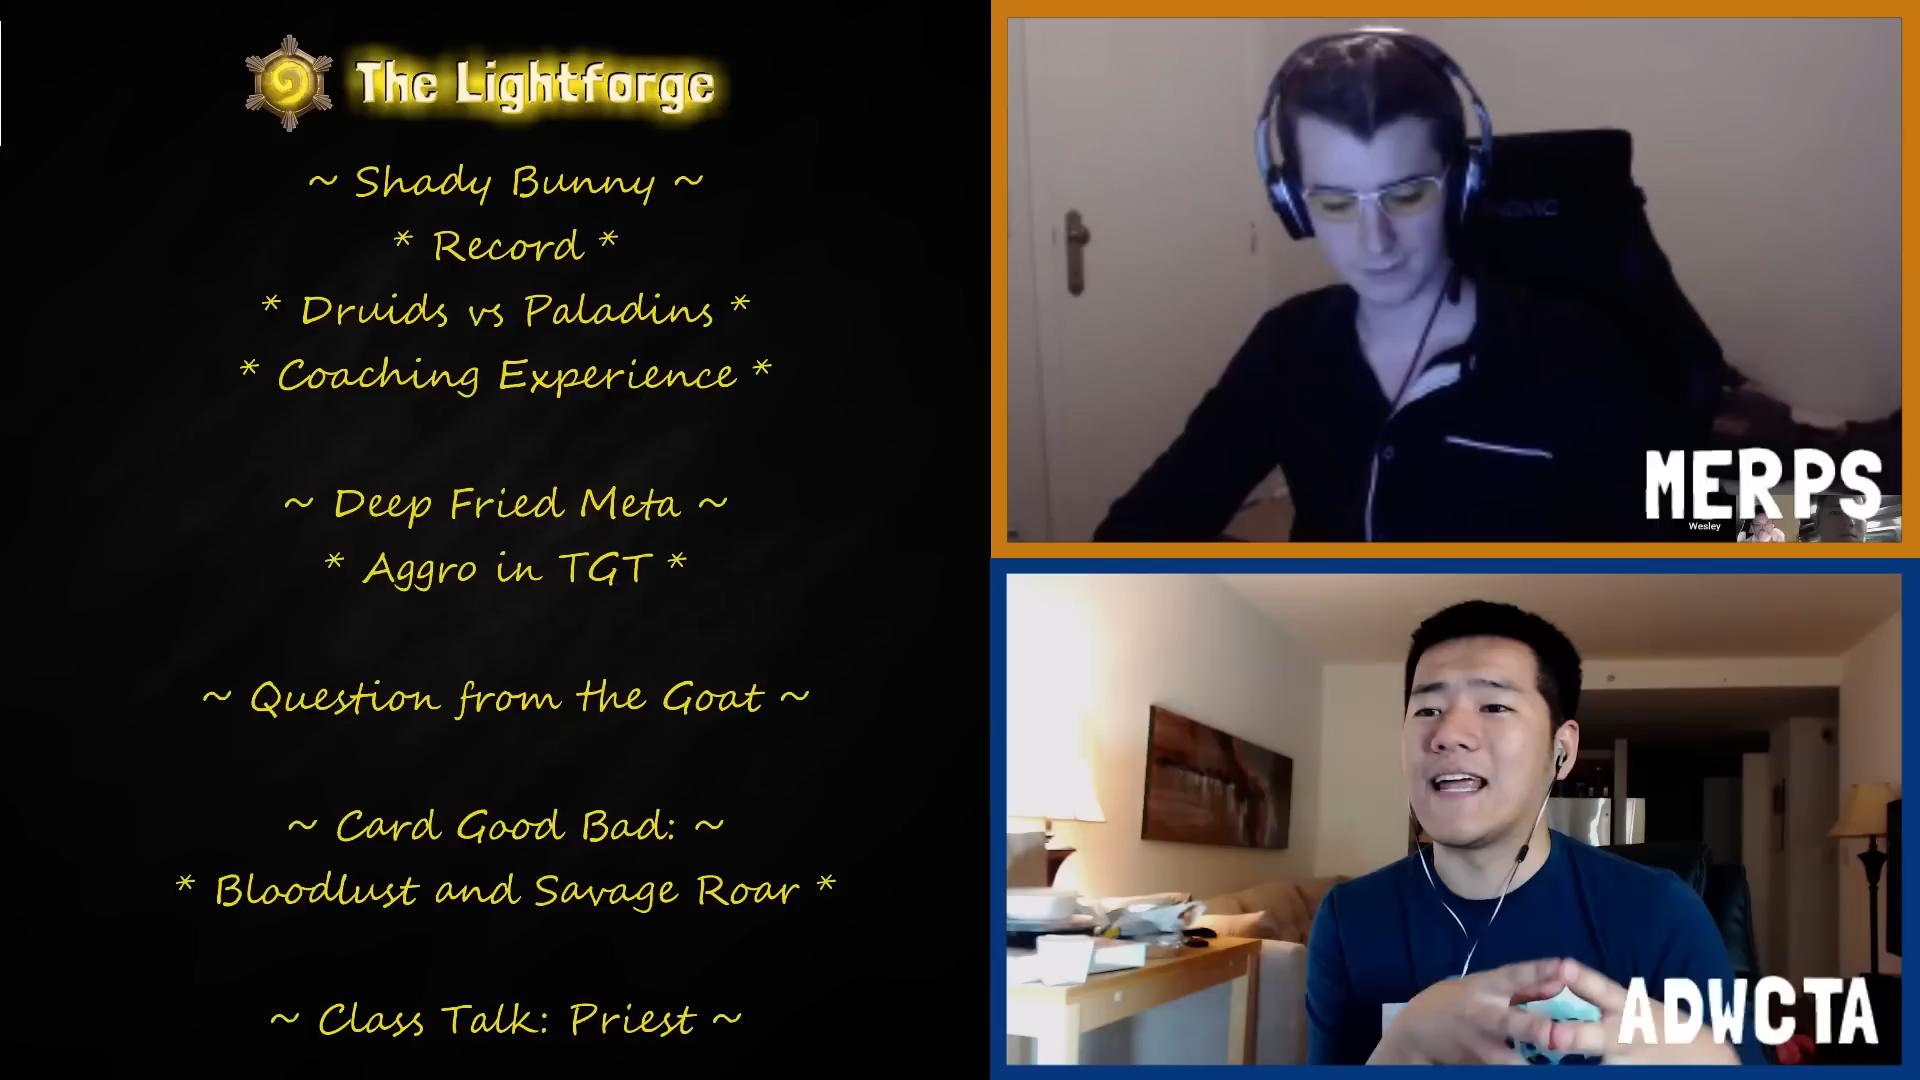 The Lightforge
~ Shady Bunny ~
* Record *
* Druids vs Paladins *
* Coaching Experience *
~ Deep Fried Meta ~
* Aggro in TGT *
~ Question from the Goat ~
~ Card Good Bad: ~
* Bloodlust and Savage Roar *
~ Class Talk: Priest ~
MERPS
Wesley
ADWCTA